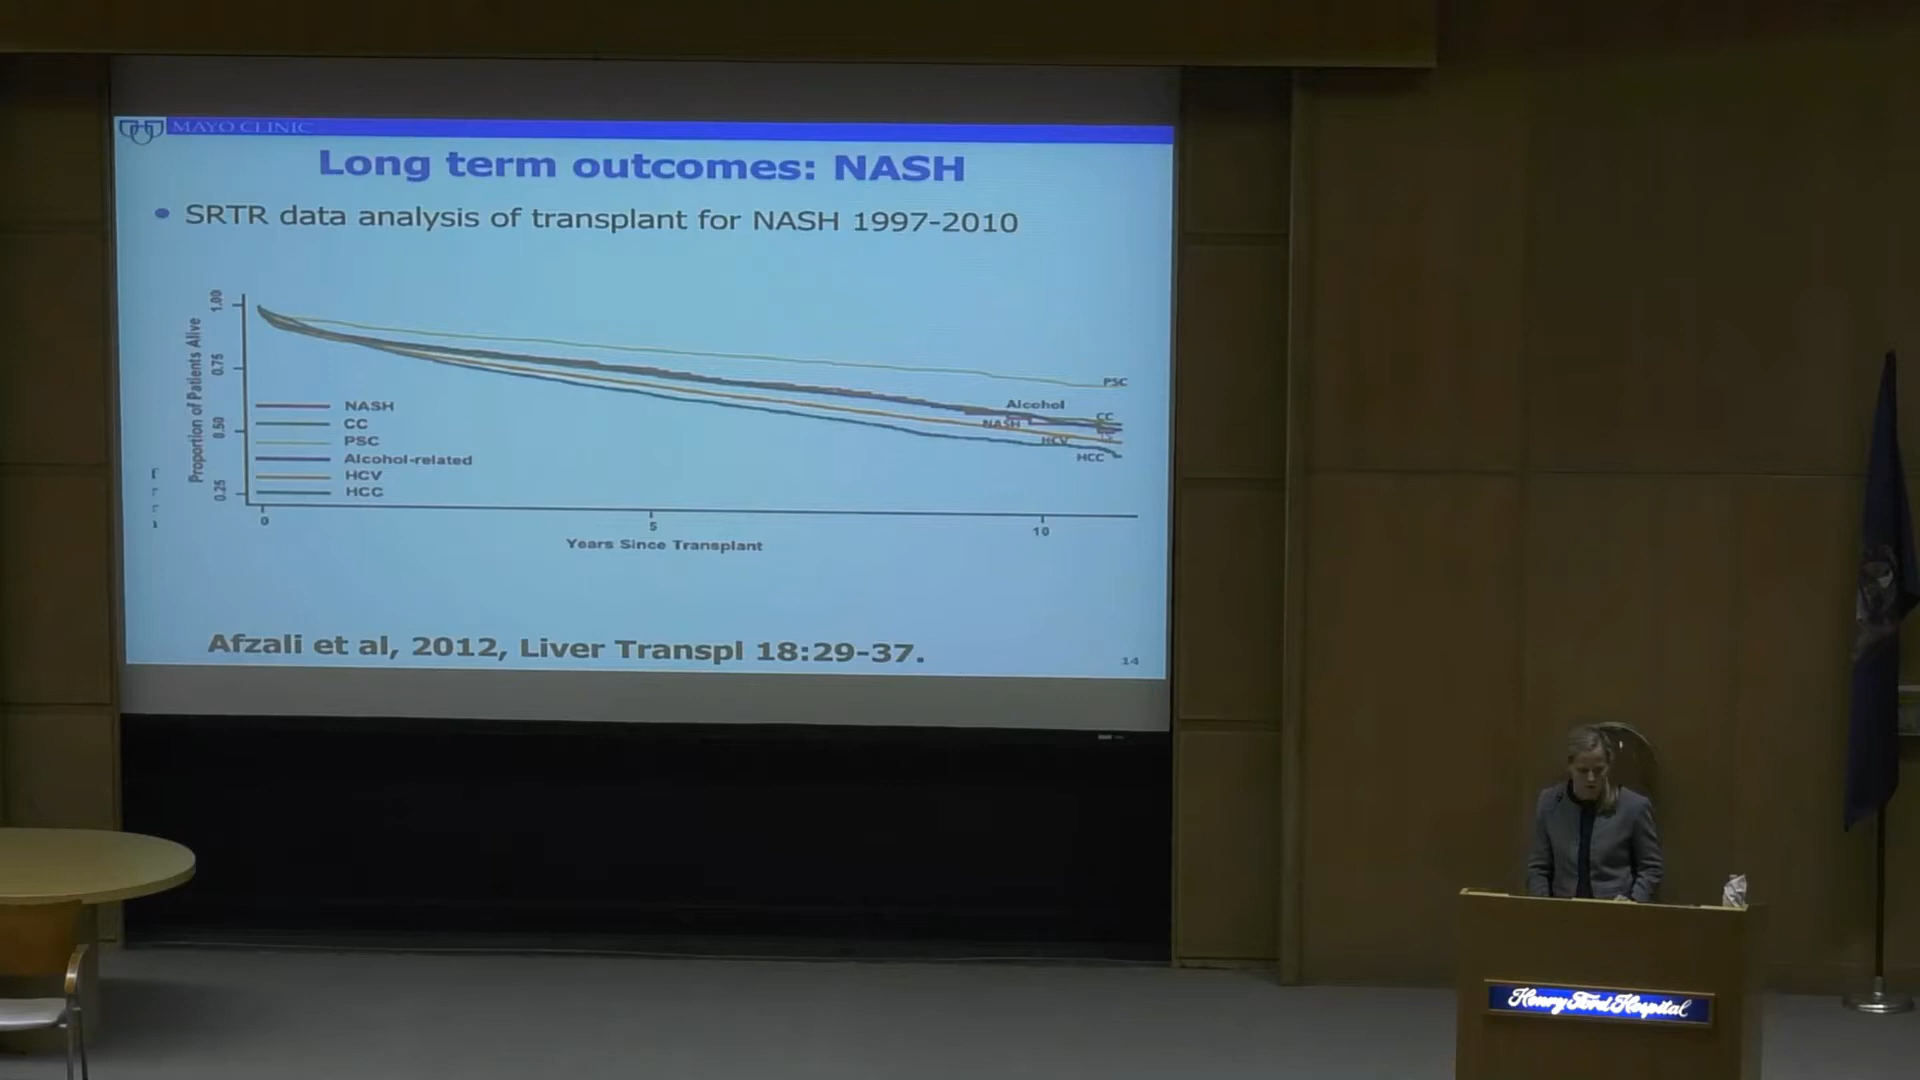 MAYO CLINIC
Long term outcomes: NASH
• SRTR data analysis of transplant for NASH 1997-2010
Proportion of Patients Alive
1.00
0.75
0.50
0.25
PSC
Alcohol
CC
NASH
HCV
HCC
NASH
CC
PSC
Alcohol-related
HCV
HCC
0
5
10
Years Since Transplant
Afzali et al, 2012, Liver Transpl 18:29-37.
14
Henry Ford Hospital